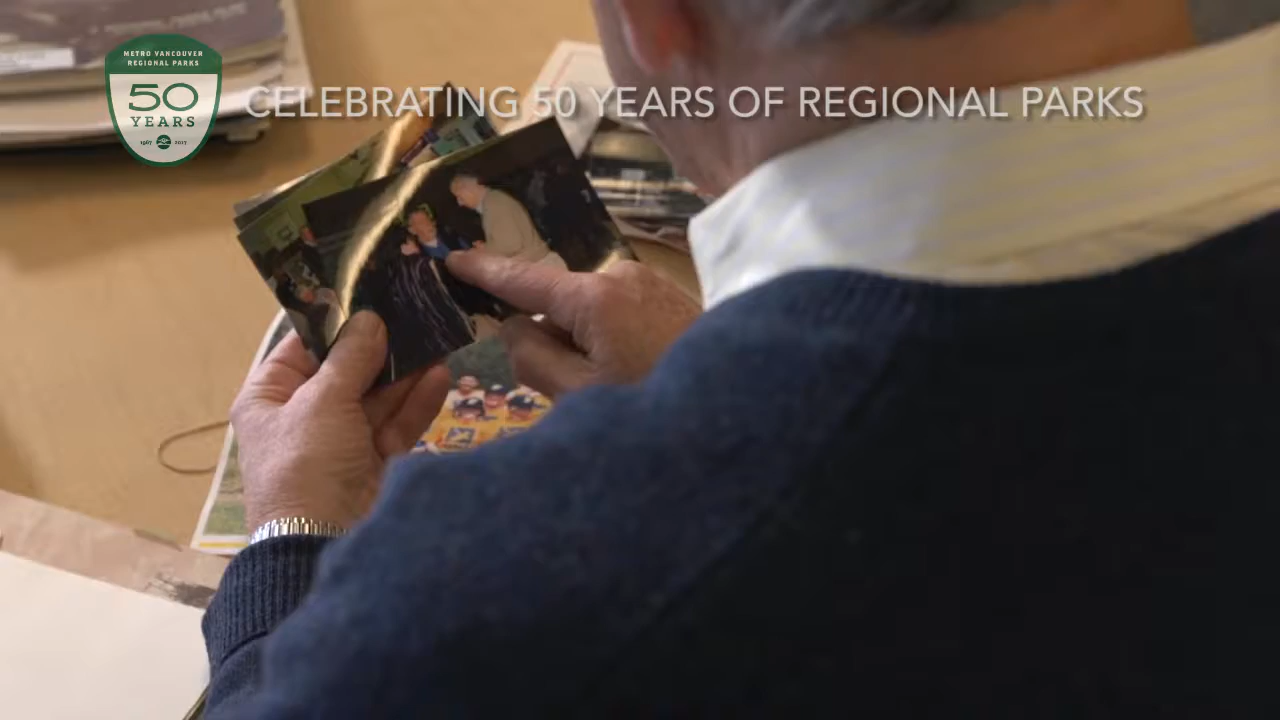 METRO VANCOUVER
REGIONAL PARKS
50
YEARS
1967 2017
CELEBRATING 50 YEARS OF REGIONAL PARKS